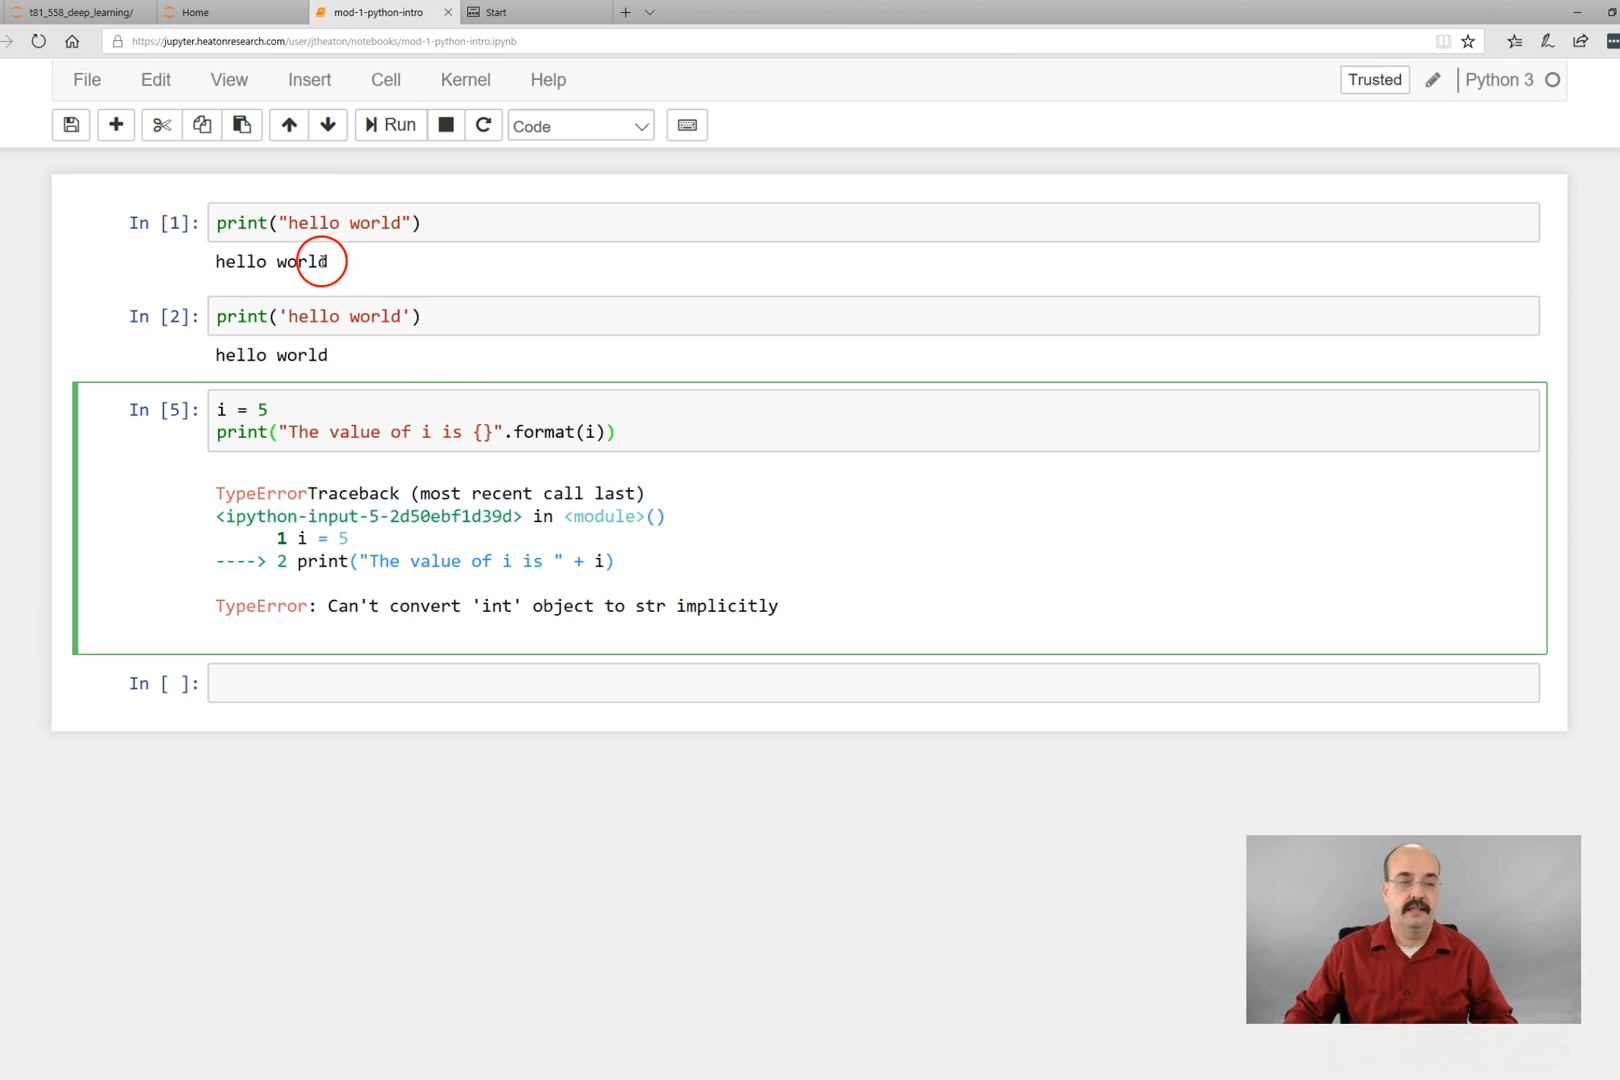 t81_558_deep_learning/
Home
mod-1-python-intro
Start
https://jupyter.heatonresearch.com/user/jtheaton/notebooks/mod-1-python-intro.ipynb
File Edit View Insert Cell Kernel Help
Trusted
Python 3
Run
Code
In [1]: print("hello world")
hello world
In [2]: print('hello world')
hello world
In [5]: i = 5
print("The value of i is {}".format(i))
TypeErrorTraceback (most recent call last)
<ipython-input-5-2d50ebf1d39d> in <module>()
1 i = 5
----> 2 print("The value of i is " + i)
TypeError: Can't convert 'int' object to str implicitly
In [ ]: